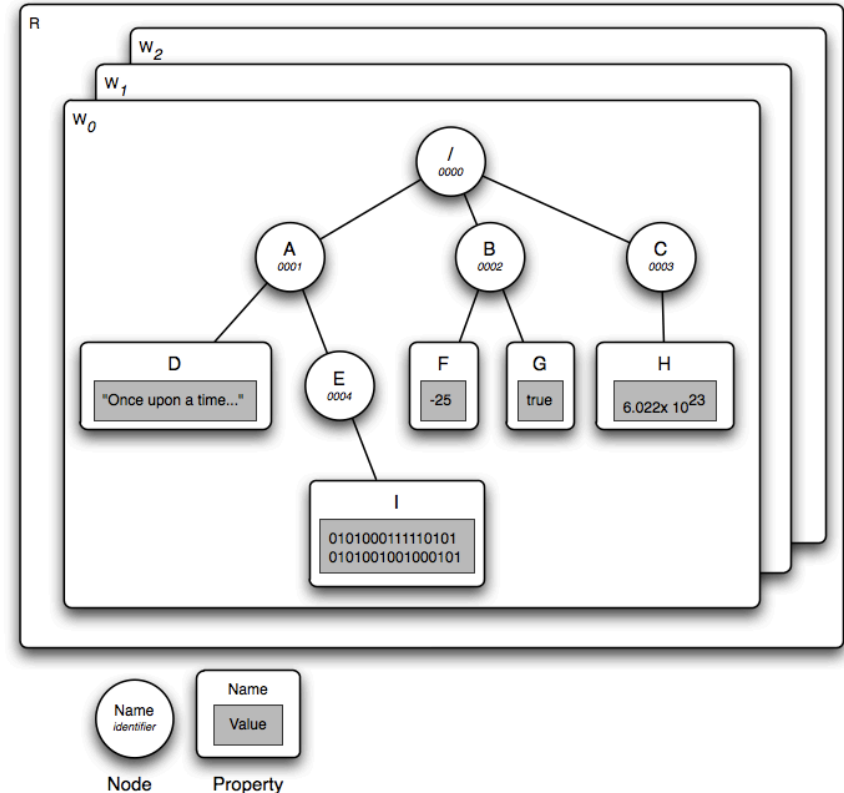 R
W2
W1
W0
/
0000
A
0001
B
0002
C
0003
D
"Once upon a time..."
E
0004
F
-25
G
true
H
6.022x 10^23
I
0101000111110101
0101001001000101
Name
identifier
Name
Value
Node
Property